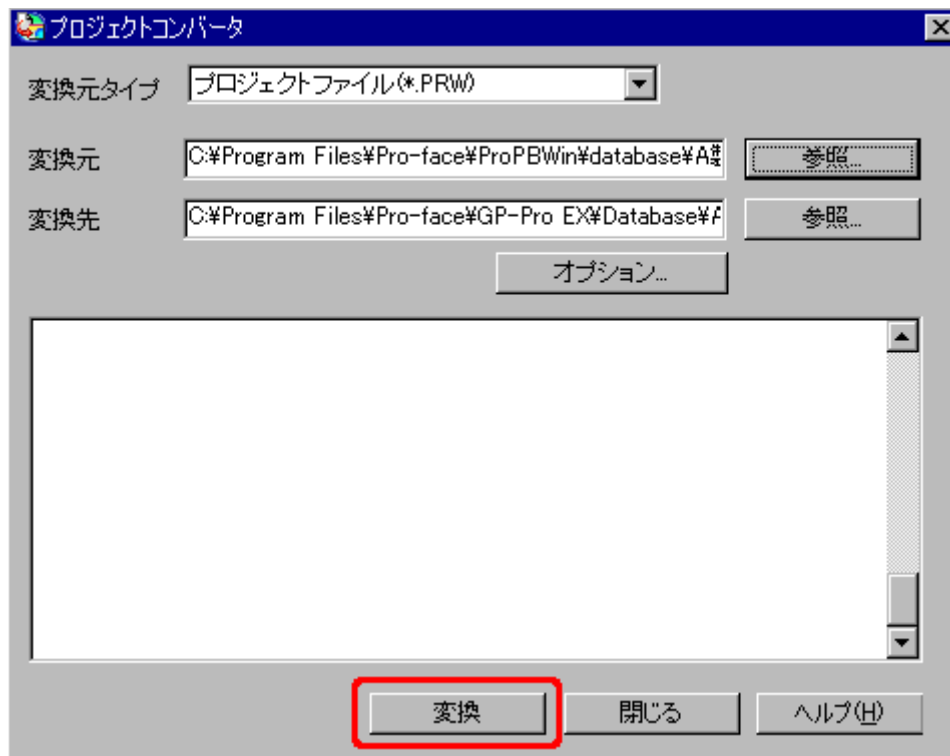 プロジェクトコンバータ
変換元タイプ プロジェクトファイル(*.PRW)
変換元 C:¥Program Files¥Pro-face¥ProPBWin¥database¥A 参照...
変換先 C:¥Program Files¥Pro-face¥GP-Pro EX¥Database¥ 参照...
オプション...
変換 閉じる ヘルプ(H)